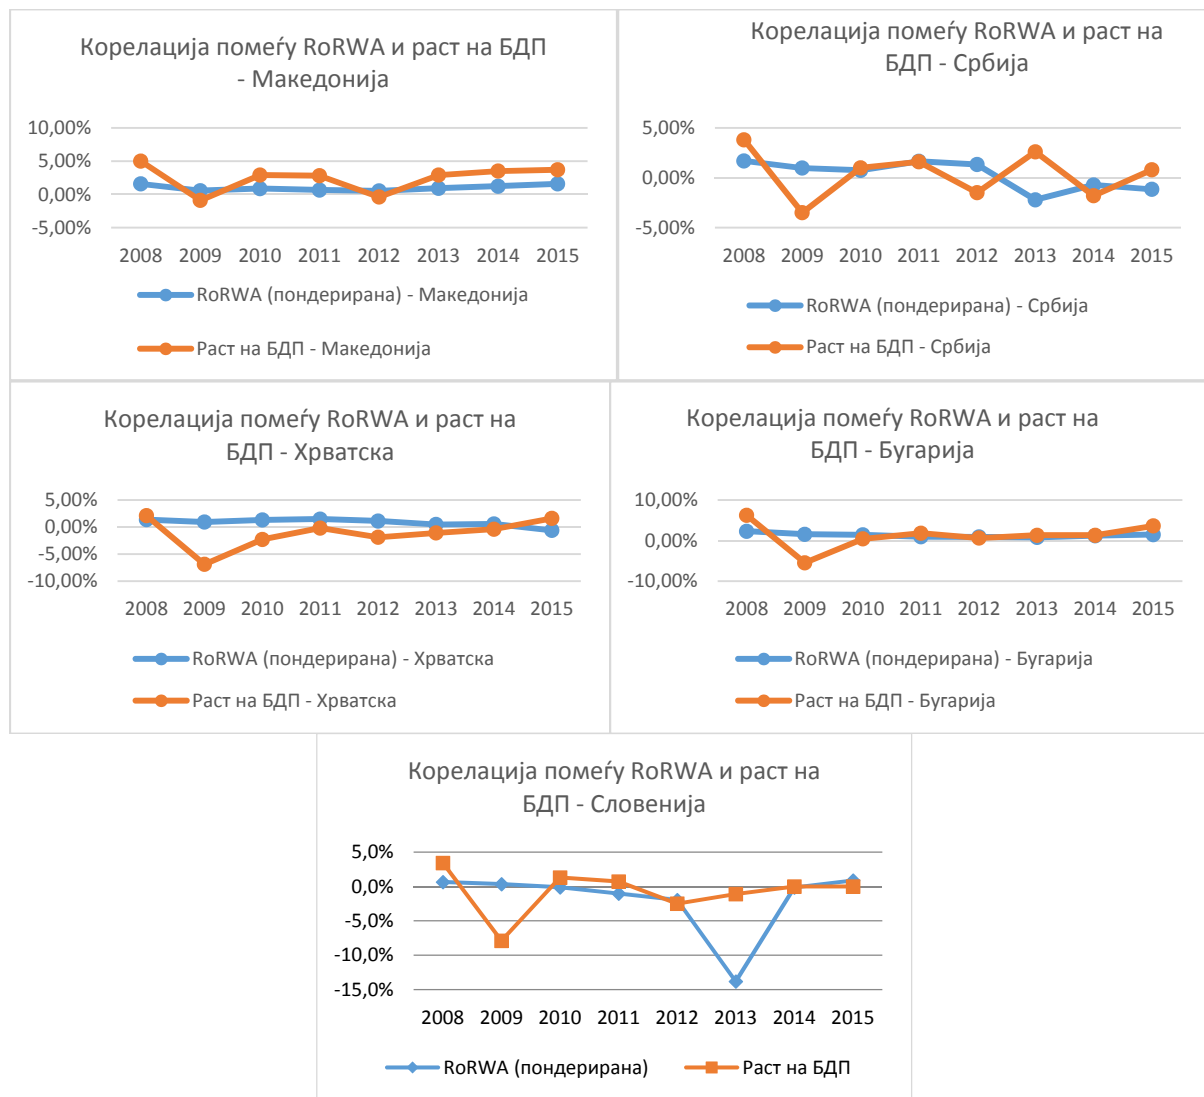 Корелација помеѓу RoRWA и раст на БДП
- Македонија
10,00%
5,00%
0,00%
-5,00%
2008 2009 2010 2011 2012 2013 2014 2015
RoRWA (пондерирана) - Македонија
Раст на БДП - Македонија
Корелација помеѓу RoRWA и раст на
БДП - Србија
5,00%
0,00%
-5,00%
2008 2009 2010 2011 2012 2013 2014 2015
RoRWA (пондерирана) - Србија
Раст на БДП - Србија
Корелација помеѓу RoRWA и раст на
БДП - Хрватска
5,00%
0,00%
-5,00%
-10,00%
2008 2009 2010 2011 2012 2013 2014 2015
RoRWA (пондерирана) - Хрватска
Раст на БДП - Хрватска
Корелација помеѓу RoRWA и раст на
БДП - Бугарија
10,00%
0,00%
-10,00%
2008 2009 2010 2011 2012 2013 2014 2015
RoRWA (пондерирана) - Бугарија
Раст на БДП - Бугарија
Корелација помеѓу RoRWA и раст на
БДП - Словенија
5,0%
0,0%
-5,0%
-10,0%
-15,0%
2008 2009 2010 2011 2012 2013 2014 2015
RoRWA (пондерирана) Раст на БДП